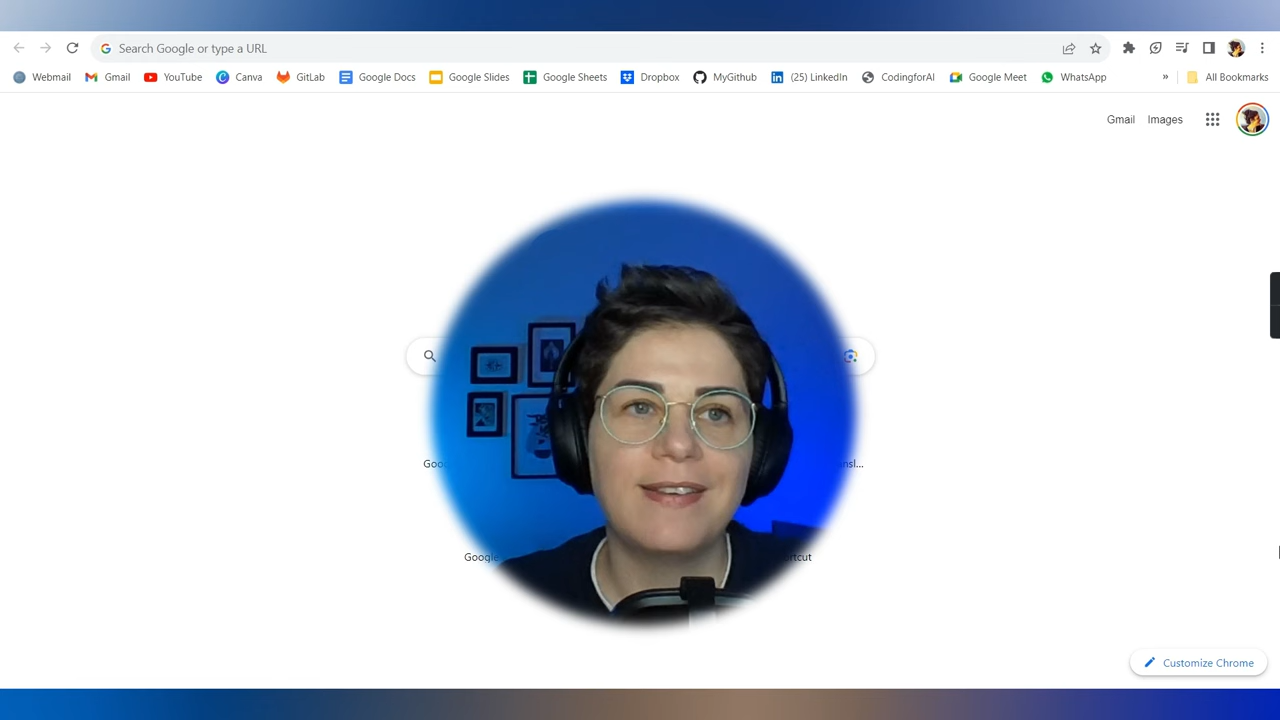 Search Google or type a URL
Webmail Gmail YouTube Canva GitLab Google Docs Google Slides Google Sheets Dropbox MyGithub (25) LinkedIn CodingforAI Google Meet WhatsApp » All Bookmarks
Gmail Images
Google
Customize Chrome